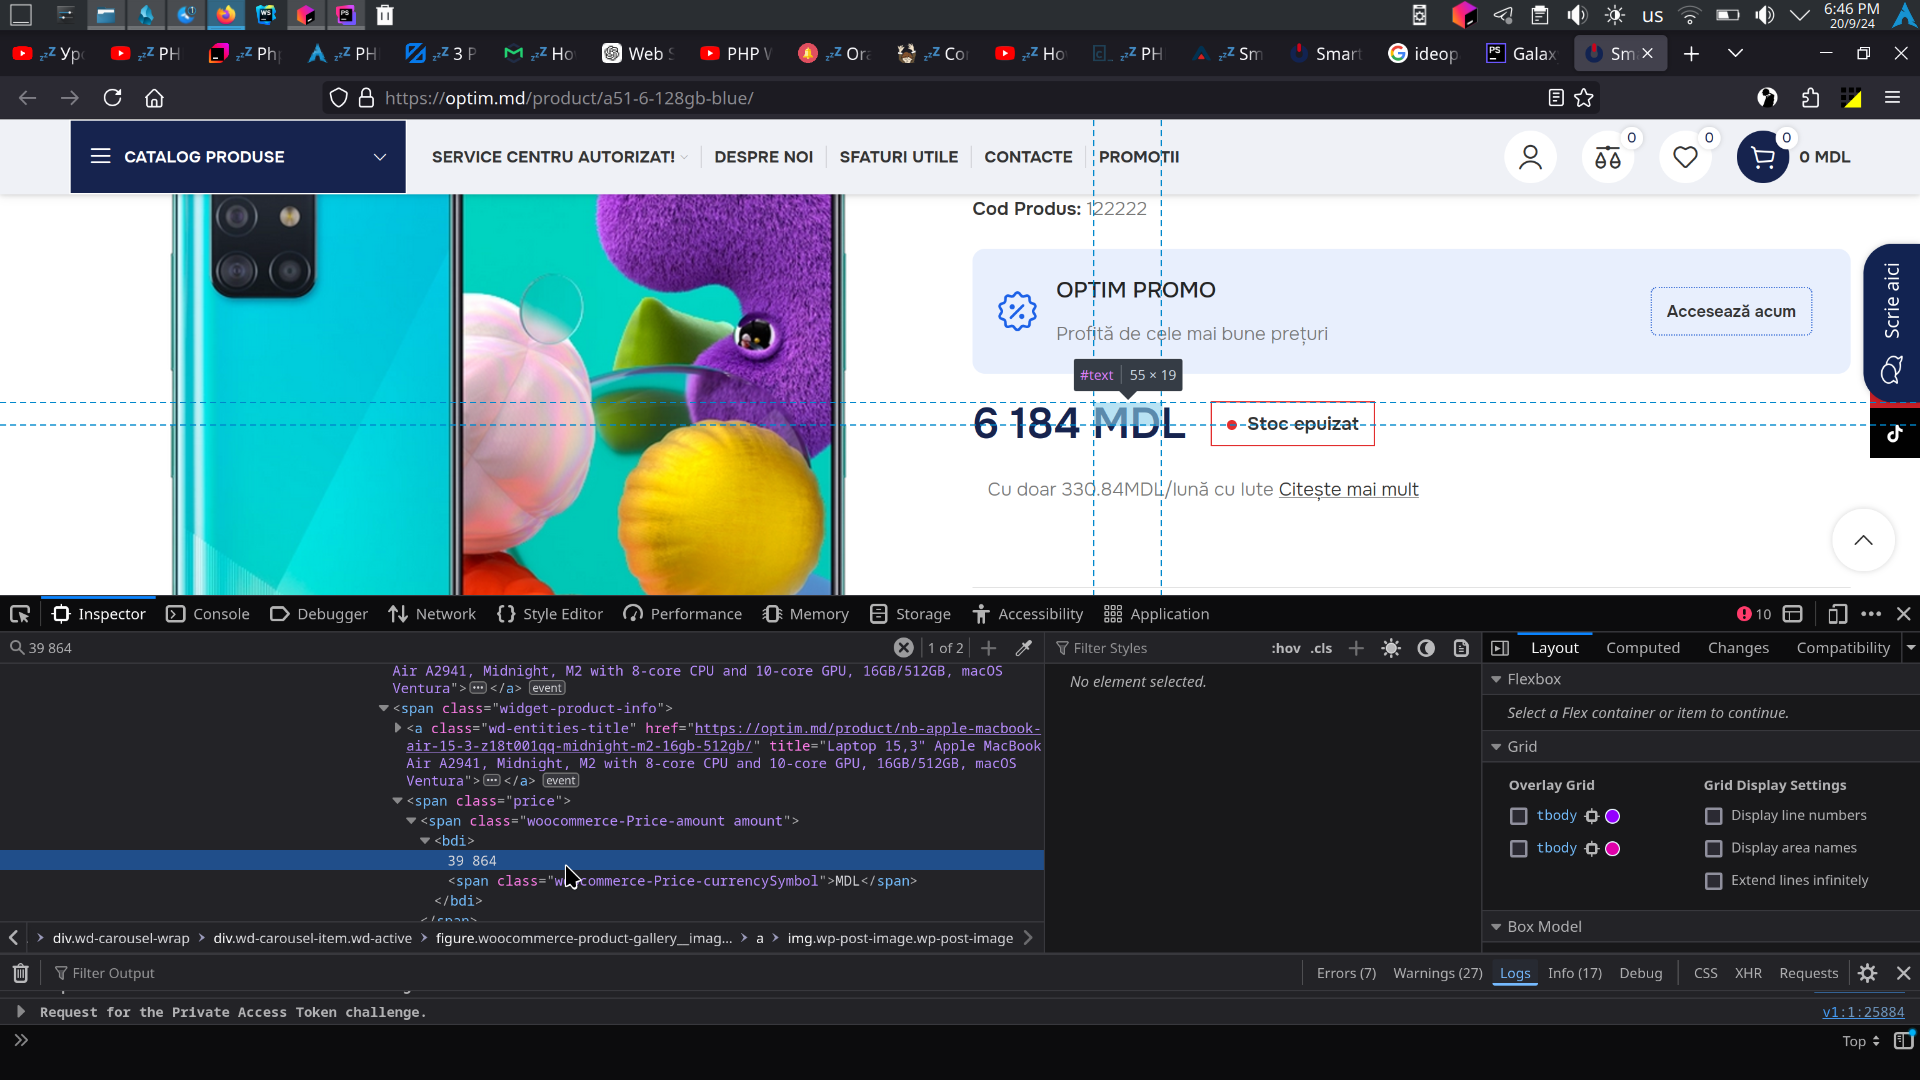 us
6:46 PM
20/9/24
Ур
PH
Php
PH
3 P
Ho
Web S
PHP W
Ora
Co
Ho
PH
Sm
Smart
ideop
Galax
Sm
https://optim.md/product/a51-6-128gb-blue/
CATALOG PRODUSE
SERVICE CENTRU AUTORIZAT!
DESPRE NOI
SFATURI UTILE
CONTACTE
PROMOTII
0
0
0
0 MDL
Cod Produs: 122222
OPTIM PROMO
Profită de cele mai bune prețuri
Accesează acum
Scrie aici
#text 55 × 19
6 184 MDL
Stoc epuizat
Cu doar 330.84MDL/lună cu Iute Citește mai mult
Inspector
Console
Debugger
Network
Style Editor
Performance
Memory
Storage
Accessibility
Application
10
39 864
1 of 2
Filter Styles
:hov .cls
Layout
Computed
Changes
Compatibility
Air A2941, Midnight, M2 with 8-core CPU and 10-core GPU, 16GB/512GB, macOS
Ventura"> </a> event
<span class="widget-product-info">
<a class="wd-entities-title" href="https://optim.md/product/nb-apple-macbook-
air-15-3-z18t001qq-midnight-m2-16gb-512gb/" title="Laptop 15,3" Apple MacBook
Air A2941, Midnight, M2 with 8-core CPU and 10-core GPU, 16GB/512GB, macOS
Ventura"> </a> event
<span class="price">
<span class="woocommerce-Price-amount amount">
<bdi>
39 864
<span class="woocommerce-Price-currencySymbol">MDL</span>
</bdi>
</span>
No element selected.
Flexbox
Select a Flex container or item to continue.
Grid
Overlay Grid
Grid Display Settings
tbody
Display line numbers
tbody
Display area names
Extend lines infinitely
Box Model
div.wd-carousel-wrap
div.wd-carousel-item.wd-active
figure.woocommerce-product-gallery__imag...
a
img.wp-post-image.wp-post-image
Filter Output
Errors (7)
Warnings (27)
Logs
Info (17)
Debug
CSS
XHR
Requests
Request for the Private Access Token challenge.
v1:1:25884
Top